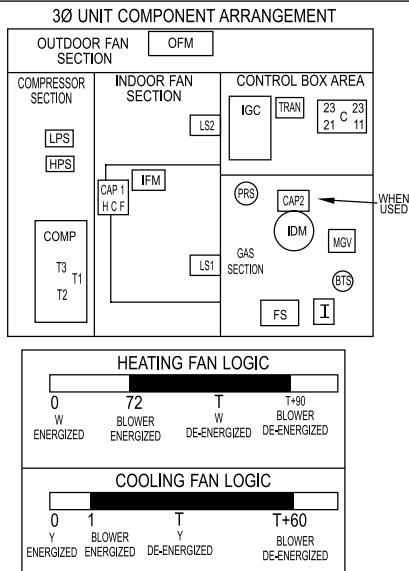 3Ø UNIT COMPONENT ARRANGEMENT
OUTDOOR FAN
SECTION
OFM
COMPRESSOR
SECTION
LPS
HPS
COMP
T3
T1
T2
INDOOR FAN
SECTION
LS2
IFM
CAP 1
H C F
LS1
CONTROL BOX AREA
IGC
TRAN
23 23
C
21 11
PRS
CAP2
WHEN
USED
IDM
MGV
GAS
SECTION
BTS
FS
I
HEATING FAN LOGIC
0
W
ENERGIZED
72
BLOWER
ENERGIZED
T
W
DE-ENERGIZED
T+90
BLOWER
DE-ENERGIZED
COOLING FAN LOGIC
0
Y
ENERGIZED
1
BLOWER
ENERGIZED
T
Y
DE-ENERGIZED
T+60
BLOWER
DE-ENERGIZED